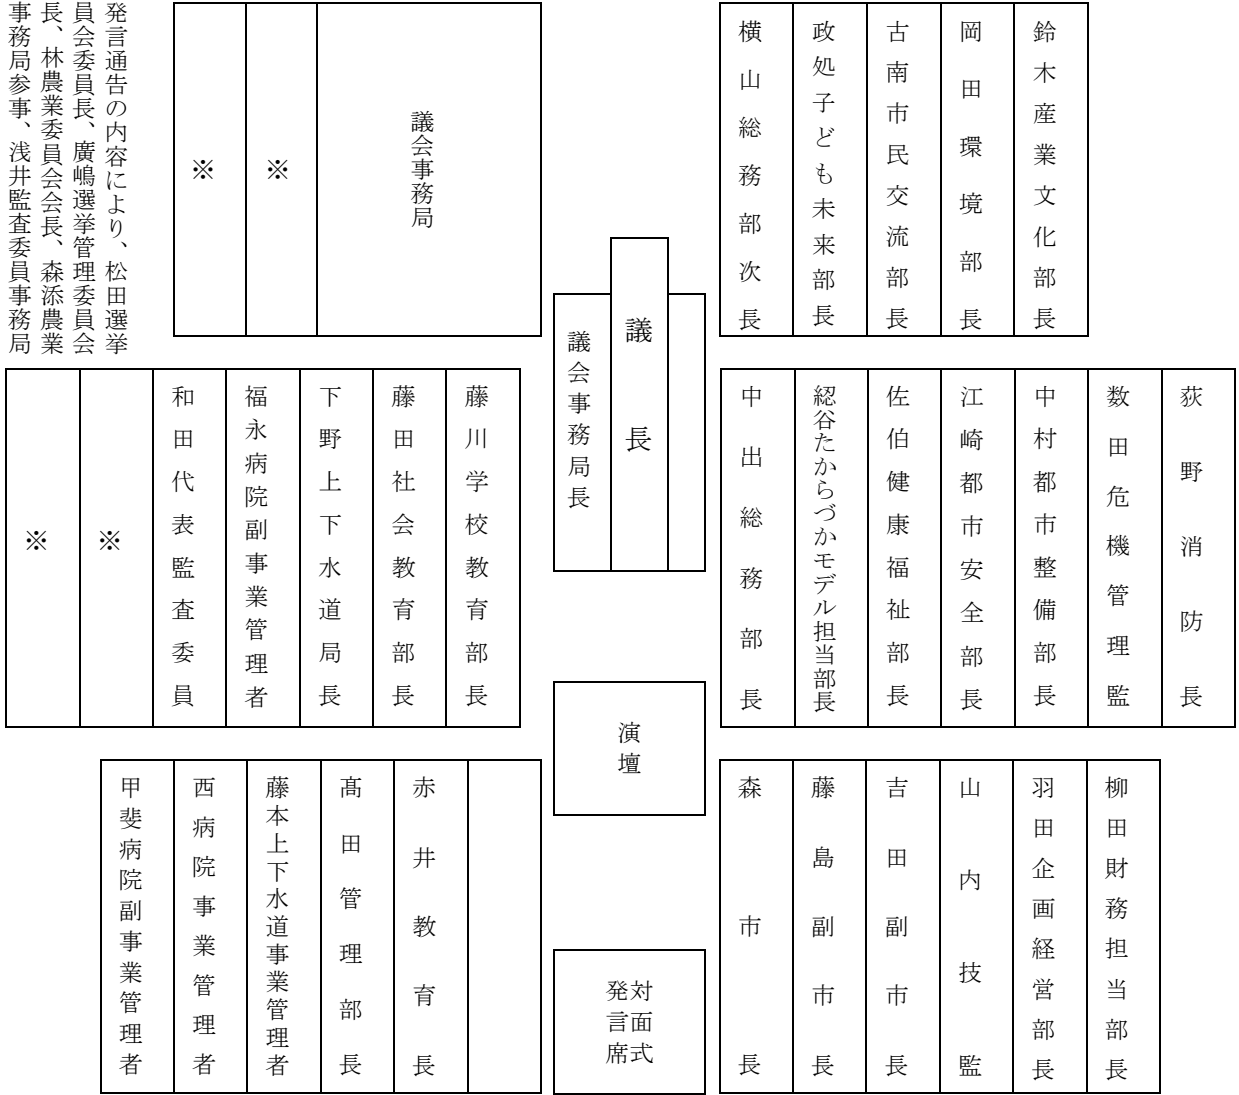 鈴木産業文化部長
岡田環境部長
古南市民交流部長
政処子ども未来部長
横山総務部次長
議長
議会事務局長
議会事務局
※
※
発言通告の内容により、松田選挙
員会委員長、廣嶋選挙管理委員会
長、林農業委員会会長、森添農業
事務局参事、浅井監査委員事務局
荻野消防長
数田危機管理監
中村都市整備部長
江崎都市安全部長
佐伯健康福祉部長
綛谷たからづかモデル担当部長
中出総務部長
藤川学校教育部長
藤田社会教育部長
下野上下水道局長
福永病院副事業管理者
和田代表監査委員
※
※
演壇
柳田財務担当部長
羽田企画経営部長
山内技監
吉田副市長
藤島副市長
森市長
対面式
発言席
赤井教育長
髙田管理部長
藤本上下水道事業管理者
西病院事業管理者
甲斐病院副事業管理者